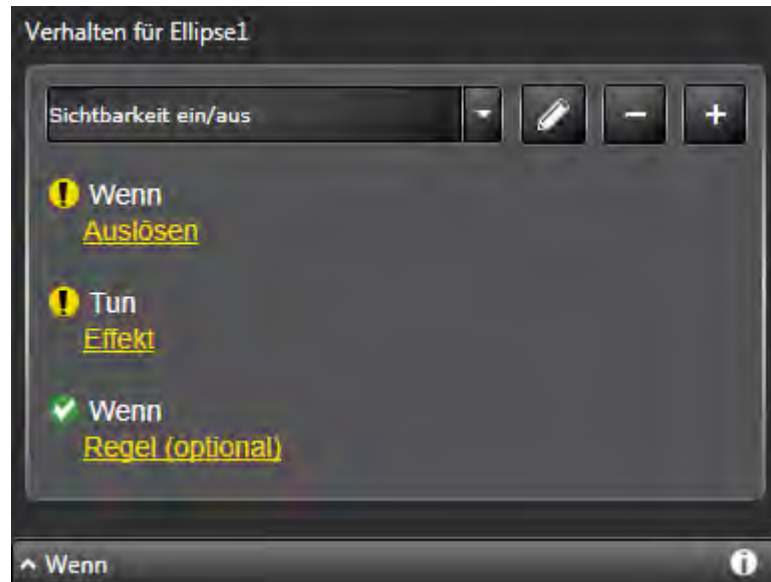 Verhalten für Ellipse1
Sichtbarkeit ein/aus
Wenn
Auslösen
Tun
Effekt
Wenn
Regel (optional)
Wenn